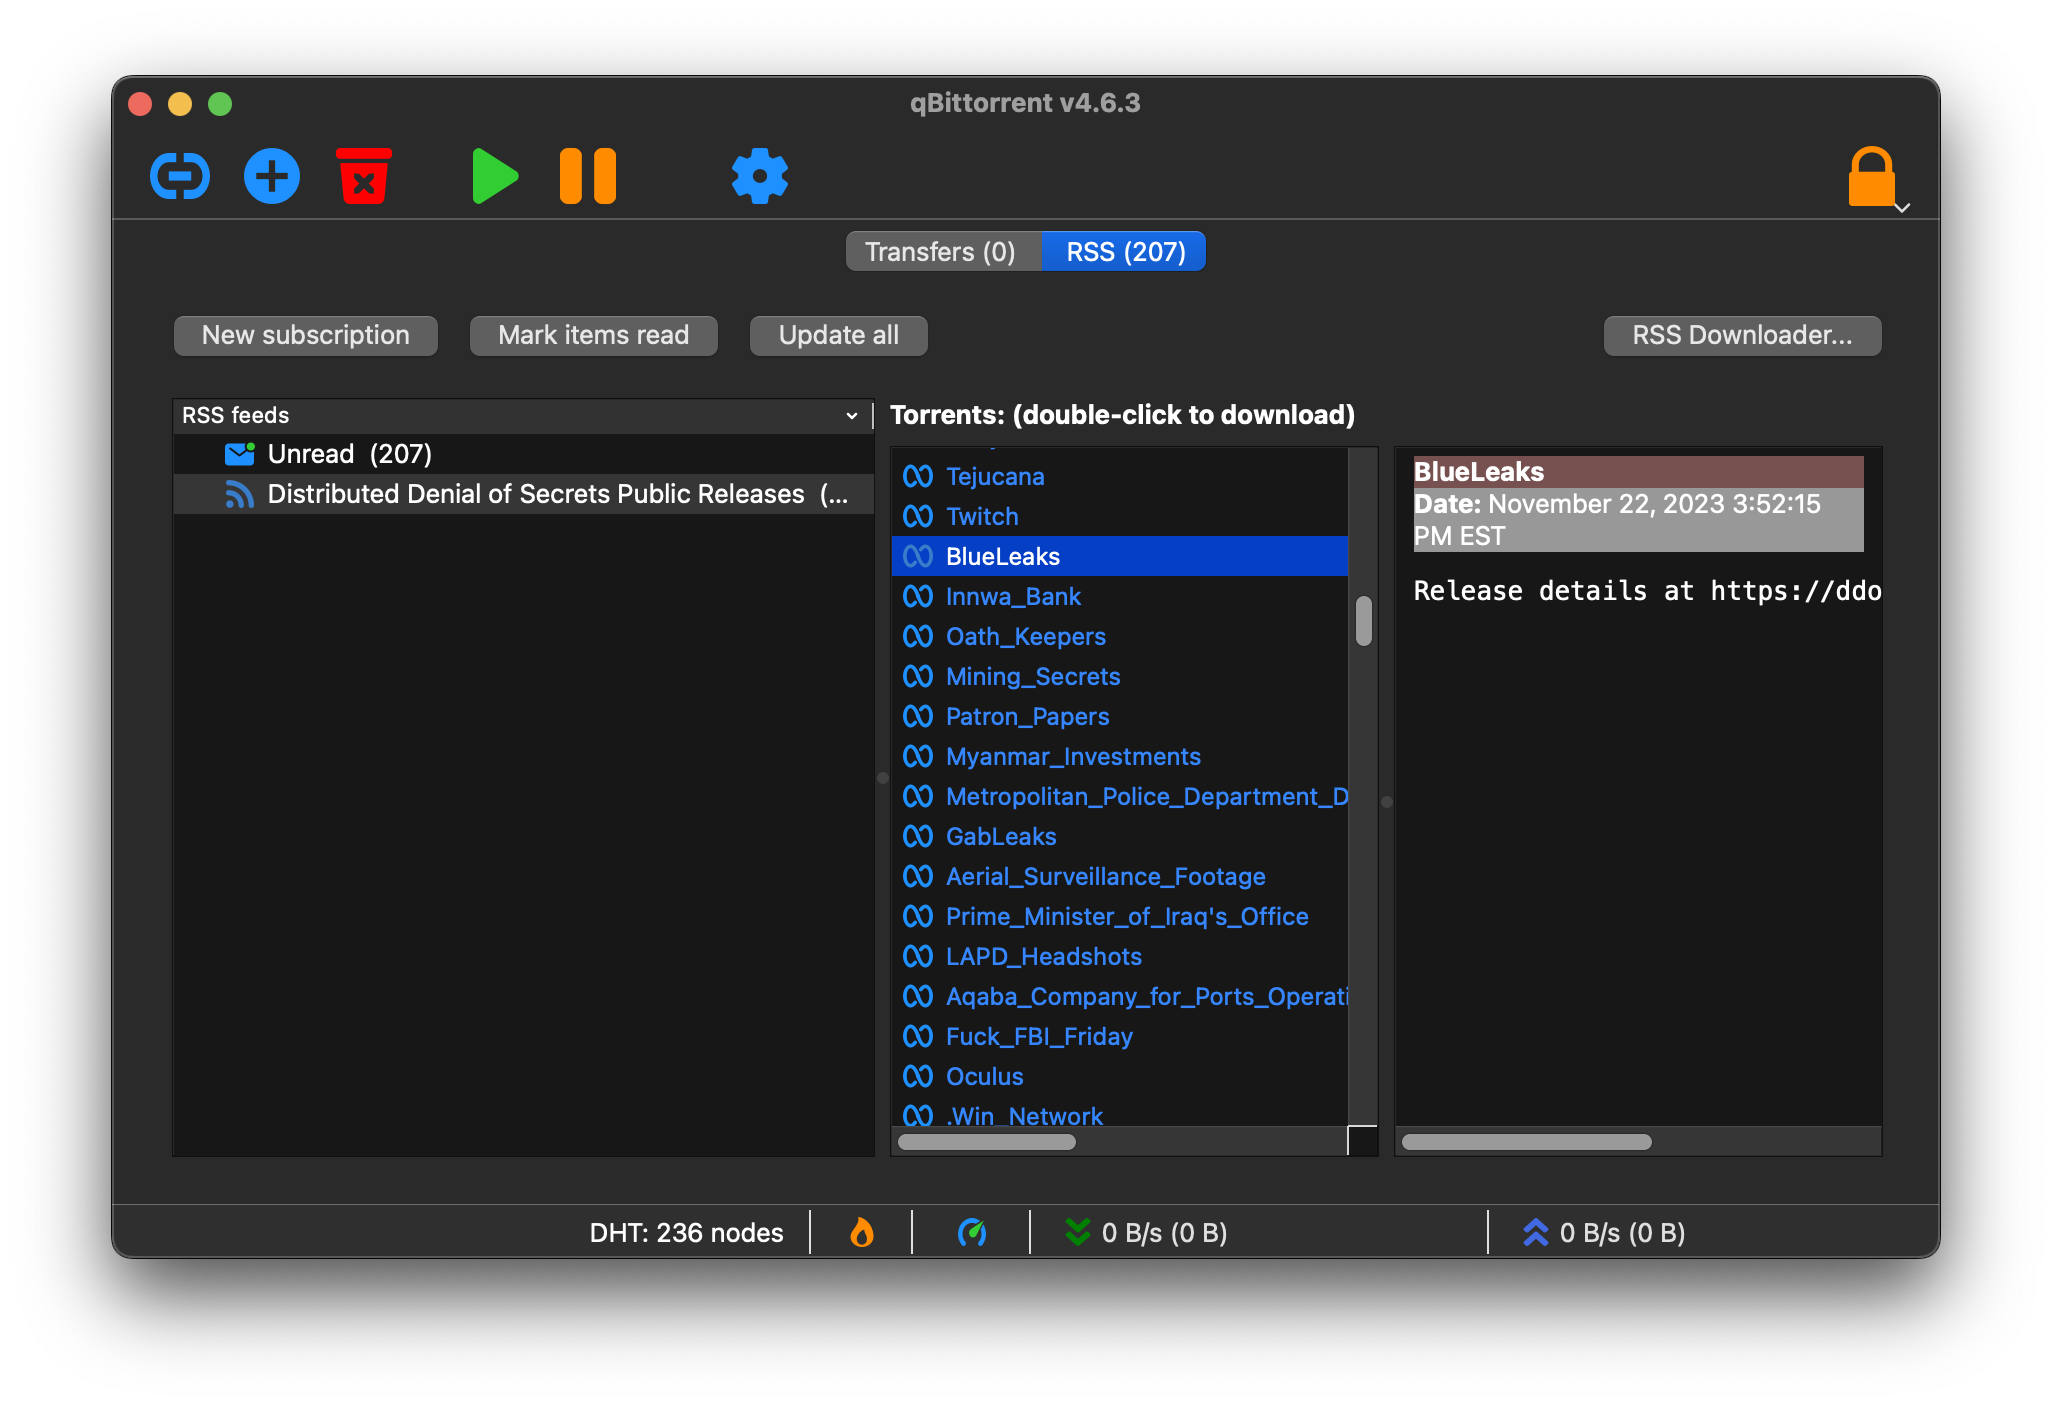 qBittorrent v4.6.3
Transfers (0)
RSS (207)
New subscription
Mark items read
Update all
RSS Downloader...
RSS feeds
Unread (207)
Distributed Denial of Secrets Public Releases (...
Torrents: (double-click to download)
Tejucana
Twitch
BlueLeaks
Innwa_Bank
Oath_Keepers
Mining_Secrets
Patron_Papers
Myanmar_Investments
Metropolitan_Police_Department_D
GabLeaks
Aerial_Surveillance_Footage
Prime_Minister_of_Iraq's_Office
LAPD_Headshots
Aqaba_Company_for_Ports_Operati
Fuck_FBI_Friday
Oculus
.Win_Network
BlueLeaks
Date: November 22, 2023 3:52:15
PM EST
Release details at https://ddo
DHT: 236 nodes
0 B/s (0 B)
0 B/s (0 B)